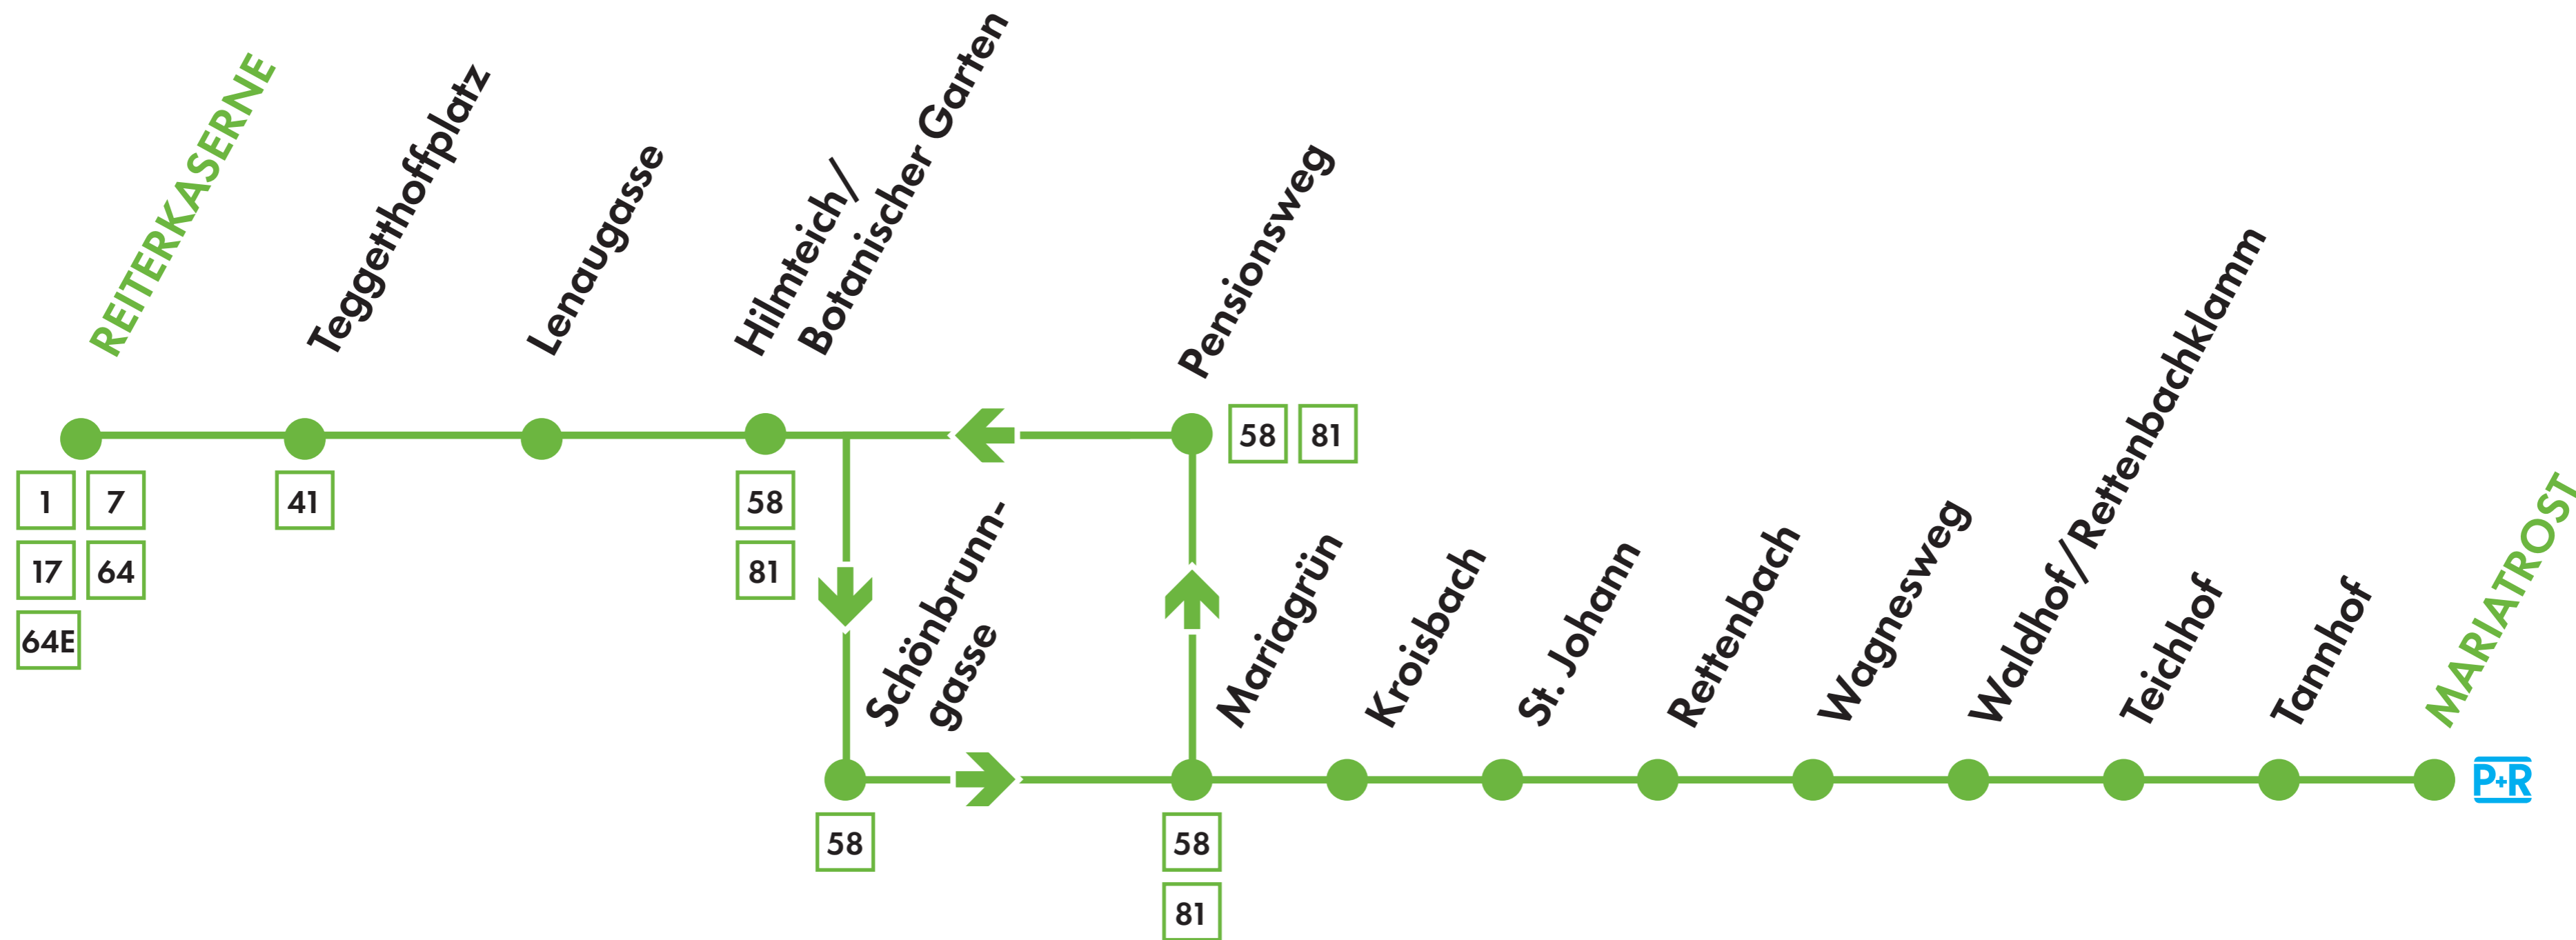 REITERKASERNE
Teggetthoffplatz
Lenaugasse
Hilmteich/
Botanischer Garten
Pensionsweg
58 81
1 7
17 64
64E
41
58
81
Schönbrunn-
gasse
58
Mariagrün
58
81
Kroisbach
St. Johann
Rettenbach
Wagnesweg
Waldhof/Rettenbachklamm
Teichhof
Tannhof
MARIATROST
P+R